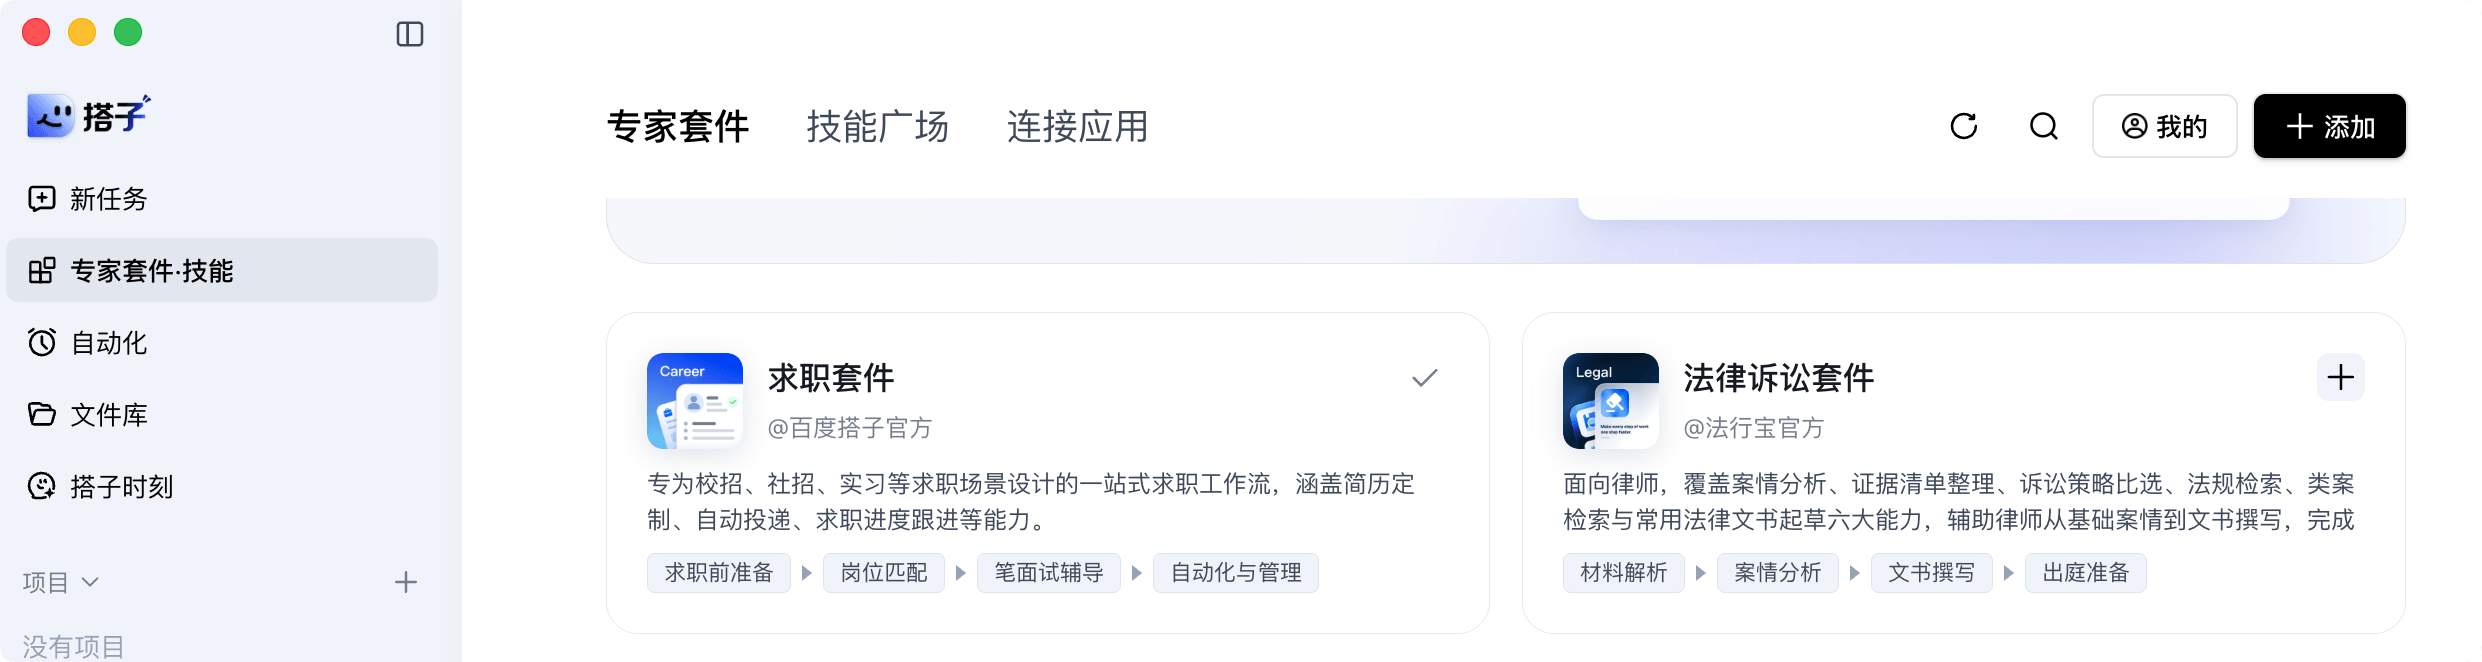 搭子
新任务
专家套件·技能
自动化
文件库
搭子时刻
项目
没有项目
专家套件 技能广场 连接应用
我的
添加
Career
求职套件
@百度搭子官方
专为校招、社招、实习等求职场景设计的一站式求职工作流，涵盖简历定
制、自动投递、求职进度跟进等能力。
求职前准备 岗位匹配 笔面试辅导 自动化与管理
Legal
Make every step of work
one step faster.
法律诉讼套件
@法行宝官方
面向律师，覆盖案情分析、证据清单整理、诉讼策略比选、法规检索、类案
检索与常用法律文书起草六大能力，辅助律师从基础案情到文书撰写，完成
材料解析 案情分析 文书撰写 出庭准备